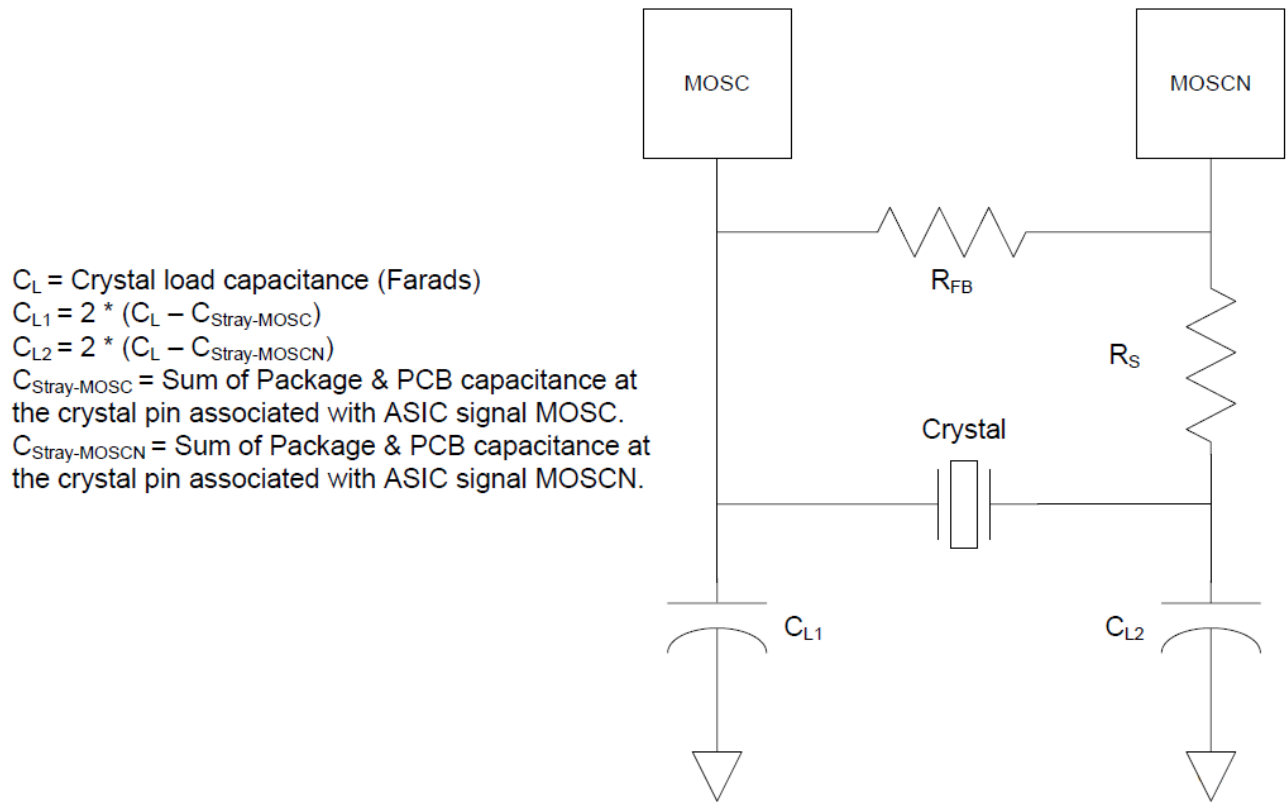 MOSC
MOSCN
R_FB
R_S
C_L = Crystal load capacitance (Farads)
C_L1 = 2 * (C_L – C_Stray-MOSC)
C_L2 = 2 * (C_L – C_Stray-MOSCN)
C_Stray-MOSC = Sum of Package & PCB capacitance at
the crystal pin associated with ASIC signal MOSC.
C_Stray-MOSCN = Sum of Package & PCB capacitance at
the crystal pin associated with ASIC signal MOSCN.
Crystal
C_L1
C_L2